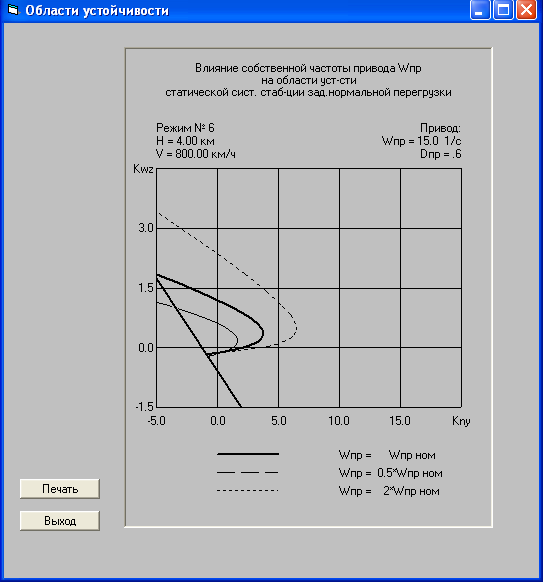 Области устойчивости
Влияние собственной частоты привода Wпр
на области уст-сти
статической сист. стаб-ции зад.нормальной перегрузки
Режим № 6
H = 4.00 км
V = 800.00 км/ч
Привод:
Wпр = 15.0 1/с
Dпр = .6
Kwz
3.0
1.5
0.0
-1.5
-5.0 0.0 5.0 10.0 15.0 Kny
Wпр = Wпр ном
Wпр = 0.5*Wпр ном
Wпр = 2*Wпр ном
Печать
Выход